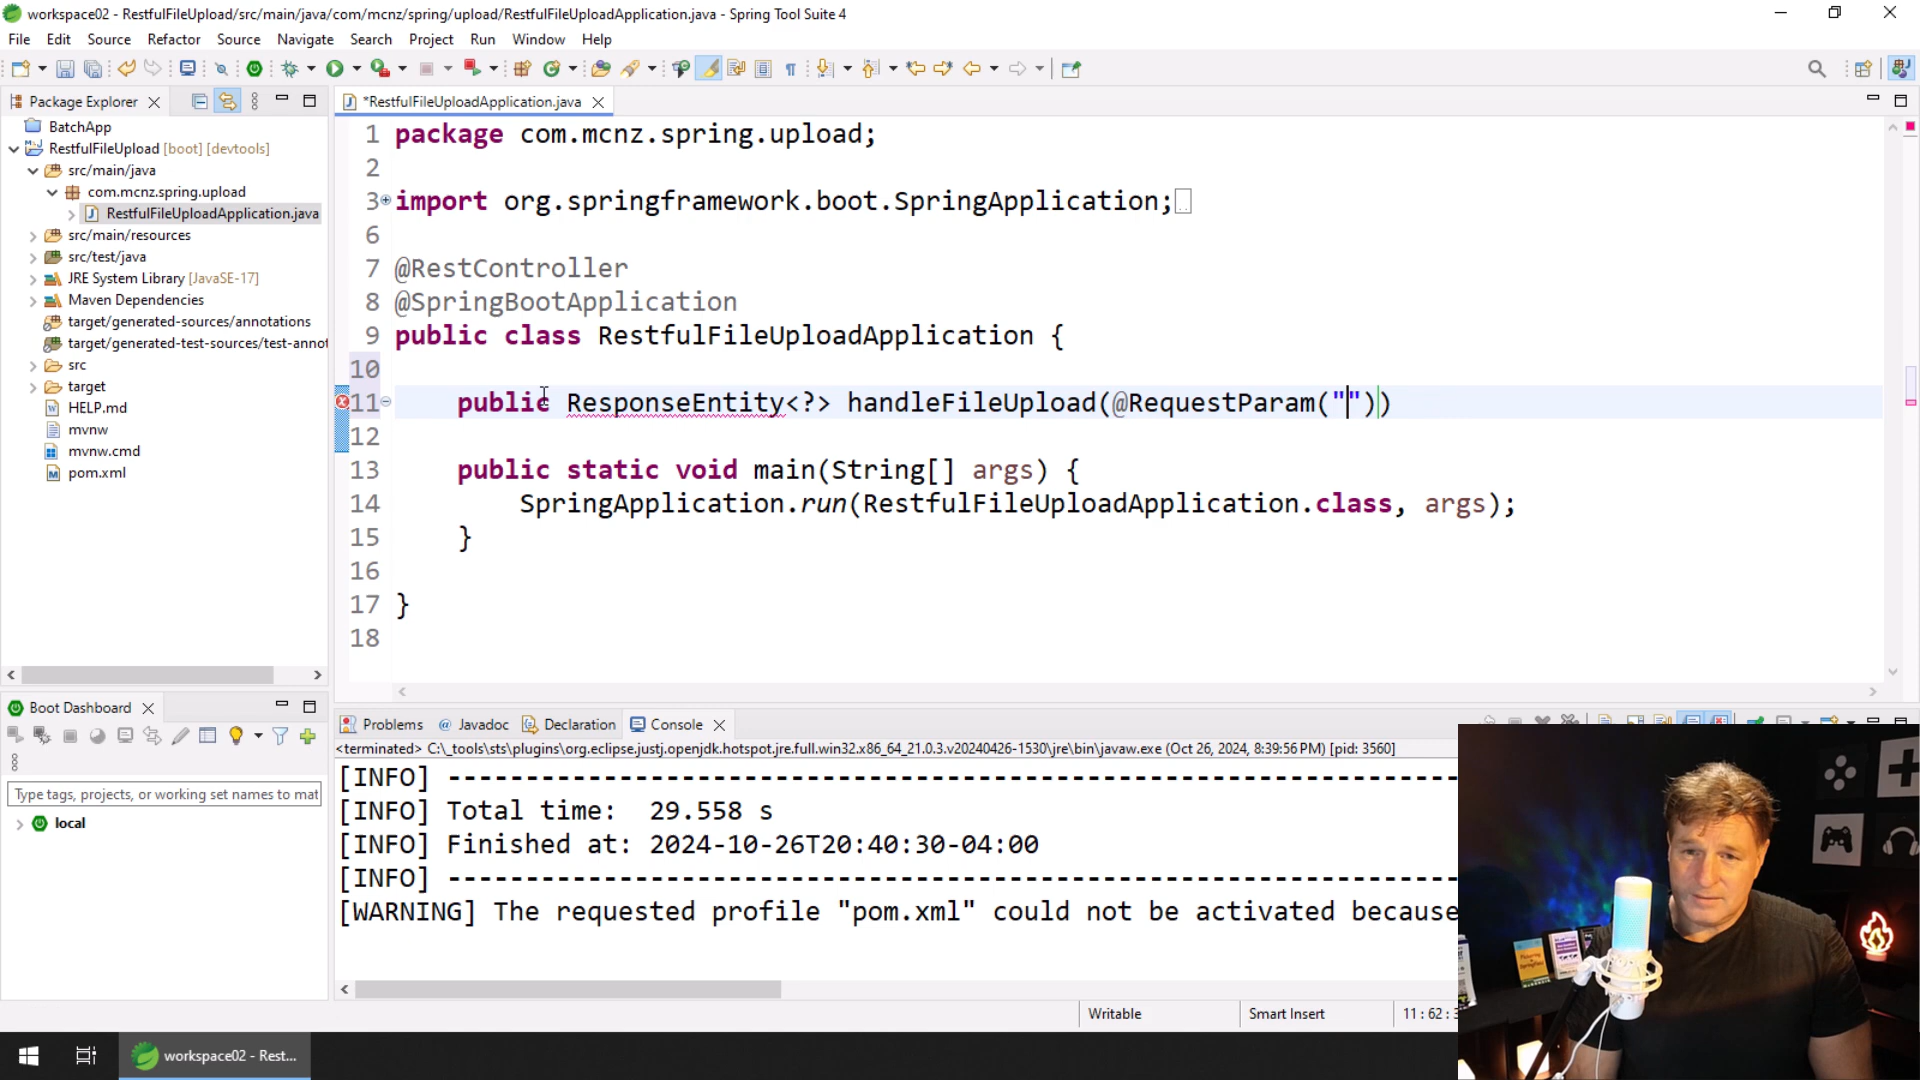 workspace02 - RestfulFileUpload/src/main/java/com/mcnz/spring/upload/RestfulFileUploadApplication.java - Spring Tool Suite 4
File Edit Source Refactor Source Navigate Search Project Run Window Help
Package Explorer
*RestfulFileUploadApplication.java
BatchApp
RestfulFileUpload [boot] [devtools]
src/main/java
com.mcnz.spring.upload
RestfulFileUploadApplication.java
src/main/resources
src/test/java
JRE System Library [JavaSE-17]
Maven Dependencies
target/generated-sources/annotations
target/generated-test-sources/test-annot
src
target
HELP.md
mvnw
mvnw.cmd
pom.xml
1 package com.mcnz.spring.upload;
2
3 import org.springframework.boot.SpringApplication;
6
7 @RestController
8 @SpringBootApplication
9 public class RestfulFileUploadApplication {
10
11 public ResponseEntity<?> handleFileUpload(@RequestParam(""))
12
13 public static void main(String[] args) {
14 SpringApplication.run(RestfulFileUploadApplication.class, args);
15 }
16
17 }
18
Boot Dashboard
Type tags, projects, or working set names to mat
local
Problems @ Javadoc Declaration Console
<terminated> C:\_tools\sts\plugins\org.eclipse.justj.openjdk.hotspot.jre.full.win32.x86_64_21.0.3.v20240426-1530\jre\bin\javaw.exe (Oct 26, 2024, 8:39:56 PM) [pid: 3560]
[INFO] -----------------------------------------------------------------
[INFO] Total time:  29.558 s
[INFO] Finished at: 2024-10-26T20:40:30-04:00
[INFO] -----------------------------------------------------------------
[WARNING] The requested profile "pom.xml" could not be activated because
Writable Smart Insert 11 : 62 :
workspace02 - Rest...